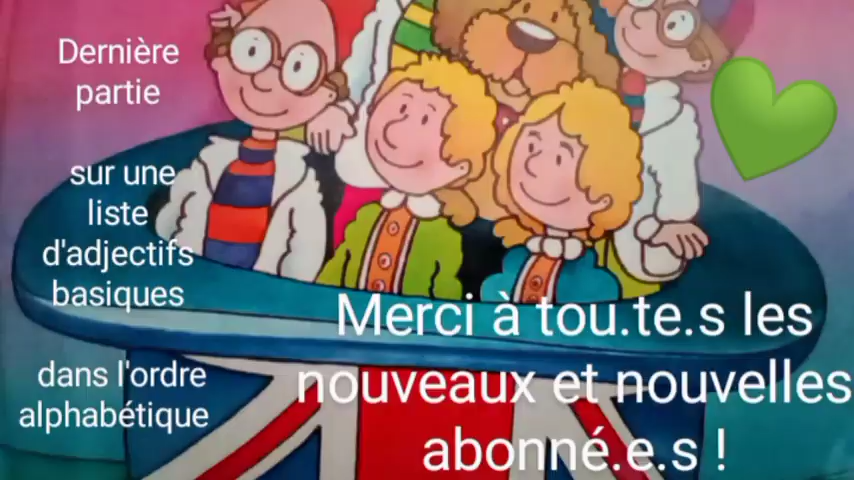 Dernière
partie
sur une
liste
d'adjectifs
basiques
dans l'ordre
alphabétique
Merci à tou.te.s les
nouveaux et nouvelles
abonné.e.s !